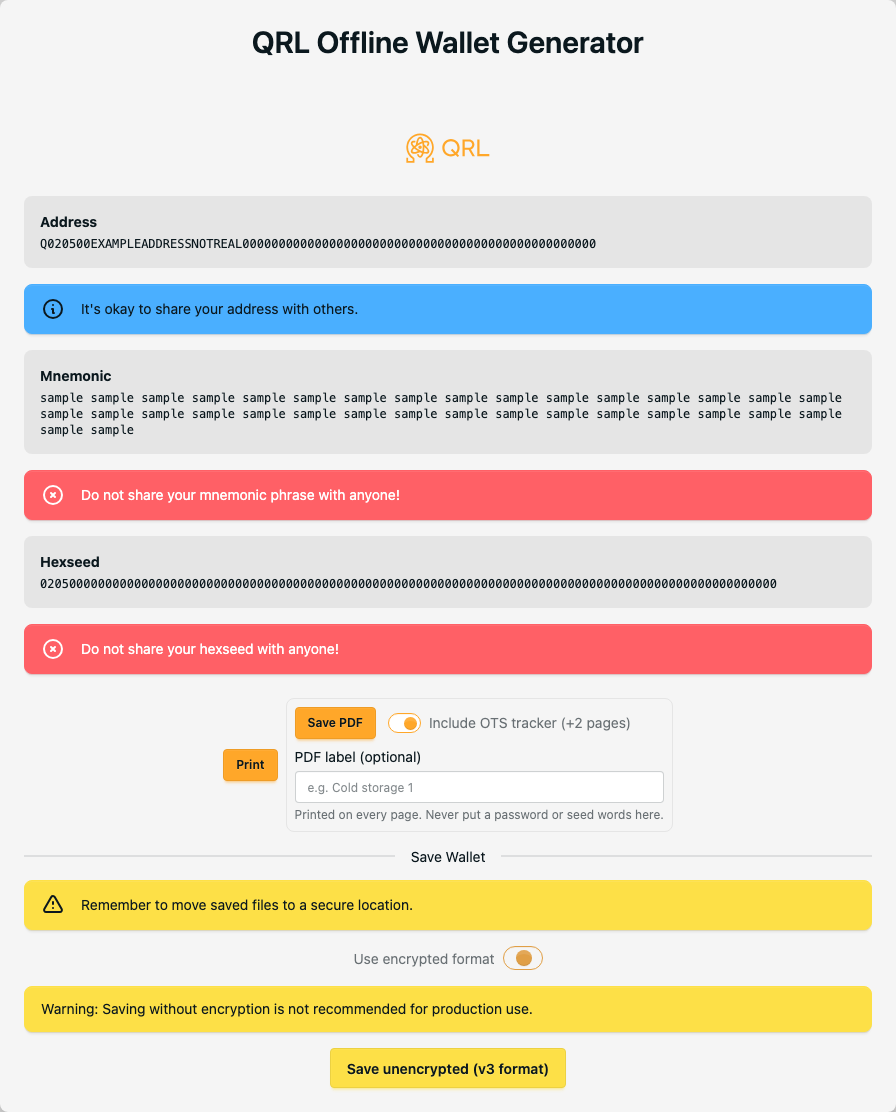 QRL Offline Wallet Generator
QRL
Address
Q020500EXAMPLEADDRESSNOTREAL0000000000000000000000000000000000000000000000000
It's okay to share your address with others.
Mnemonic
sample sample sample sample sample sample sample sample sample sample sample sample sample sample sample sample
sample sample sample sample sample sample sample sample sample sample sample sample sample sample sample sample
sample sample
Do not share your mnemonic phrase with anyone!
Hexseed
020500000000000000000000000000000000000000000000000000000000000000000000000000000000000000000000000000
Do not share your hexseed with anyone!
Save PDF
Include OTS tracker (+2 pages)
Print
PDF label (optional)
e.g. Cold storage 1
Printed on every page. Never put a password or seed words here.
Save Wallet
Remember to move saved files to a secure location.
Use encrypted format
Warning: Saving without encryption is not recommended for production use.
Save unencrypted (v3 format)